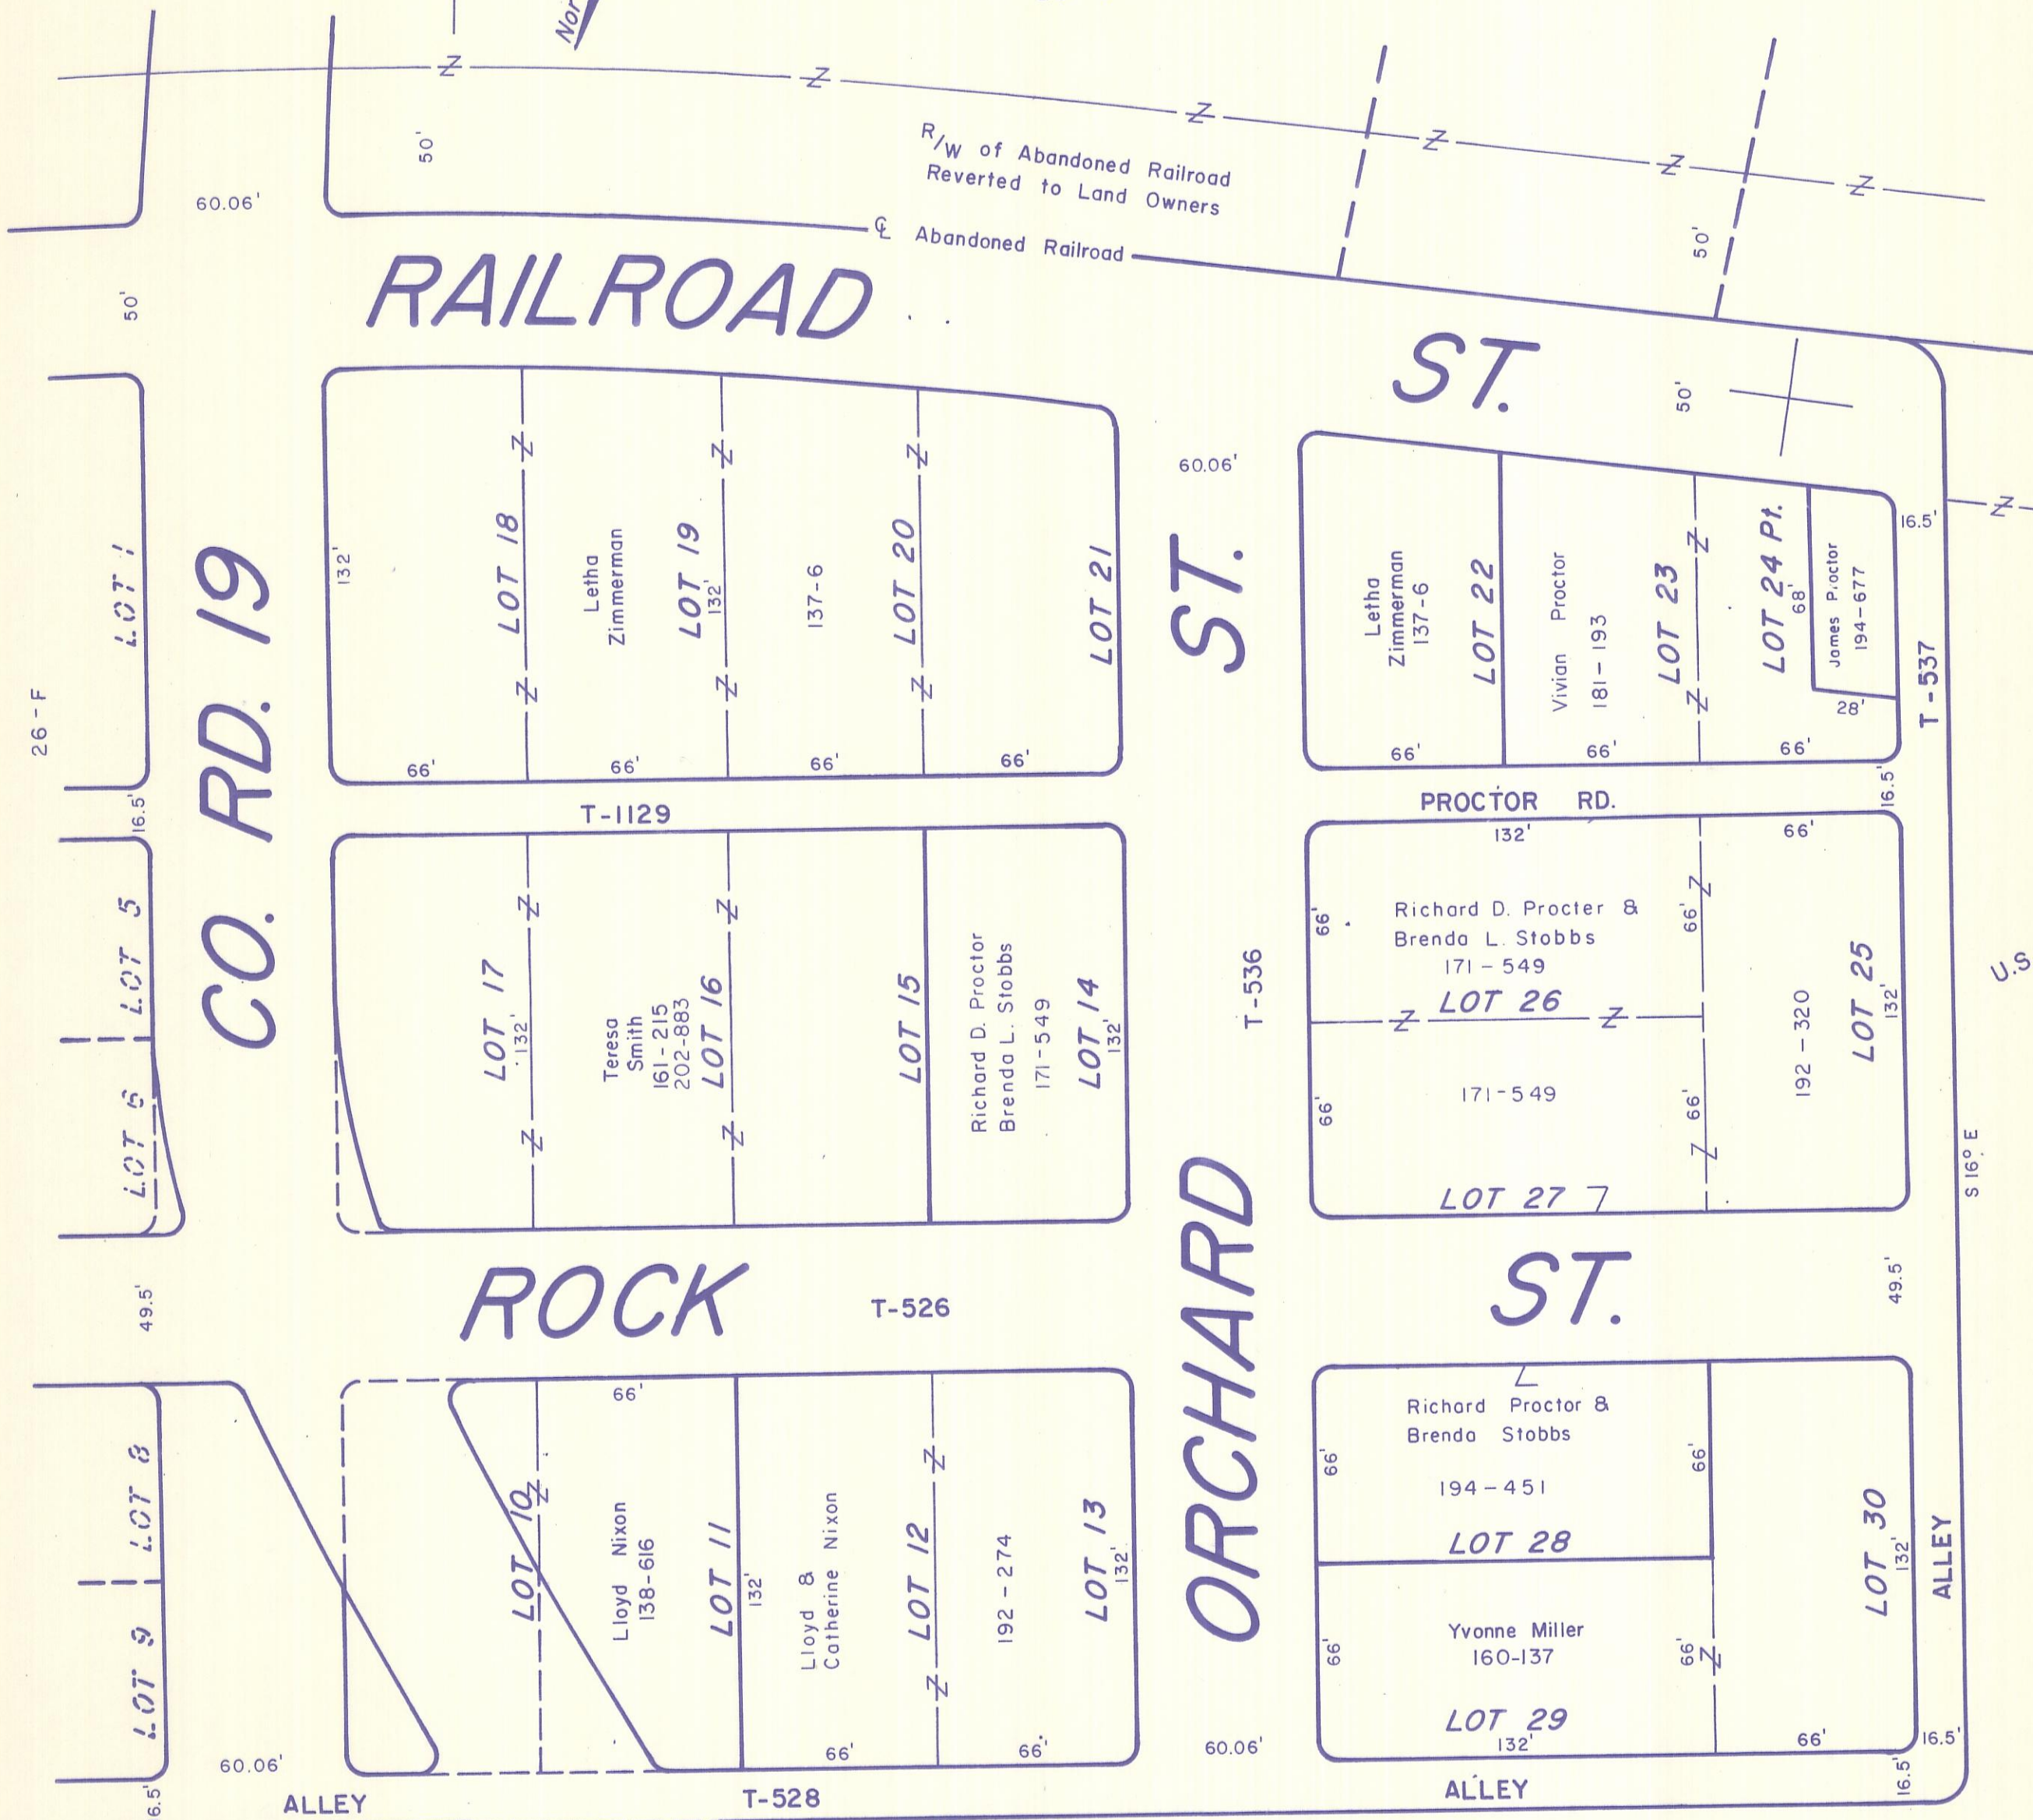 Nor
Z
Z
Z
Z
Z
Z
50'
60.06'
R/W of Abandoned Railroad
Reverted to Land Owners
℄ Abandoned Railroad
50'
50'
RAILROAD ST.
50'
LOT 1
26-F
CO. RD. 19
132'
66'
LOT 18
Z
Z
Letha
Zimmerman
66'
LOT 19
132'
Z
Z
137-6
66'
LOT 20
Z
Z
66'
LOT 21
60.06'
ORCHARD ST.
T-536
Letha
Zimmerman
137-6
66'
LOT 22
Vivian Proctor
181-193
66'
LOT 23
Z
Z
LOT 24 Pt.
68'
James Proctor
194-677
28'
66'
16.5'
Z
T-537
16.5'
T-1129
PROCTOR RD.
16.5'
LOT 5
LOT 6
LOT 17
132'
Z
Z
Teresa
Smith
161-215
202-883
LOT 16
Z
Z
LOT 15
Richard D. Proctor
Brenda L. Stobbs
171-549
LOT 14
132'
132'
66'
66'
Richard D. Procter &
Brenda L. Stobbs
171-549
LOT 26
66'
Z
Z
Z
66'
171-549
66'
Z
LOT 27
192-320
LOT 25
132'
U.S
S 16° E
49.5'
ROCK ST.
T-526
49.5'
LOT 8
LOT 9
LOT 10
Z
66'
Lloyd Nixon
138-616
LOT 11
132'
Lloyd &
Catherine Nixon
66'
LOT 12
Z
Z
192-274
66'
LOT 13
132'
66'
Richard Proctor &
Brenda Stobbs
194-451
LOT 28
66'
66'
Yvonne Miller
160-137
66'
Z
LOT 29
132'
66'
LOT 30
132'
ALLEY
16.5'
16.5'
60.06'
60.06'
6.5'
ALLEY
T-528
ALLEY